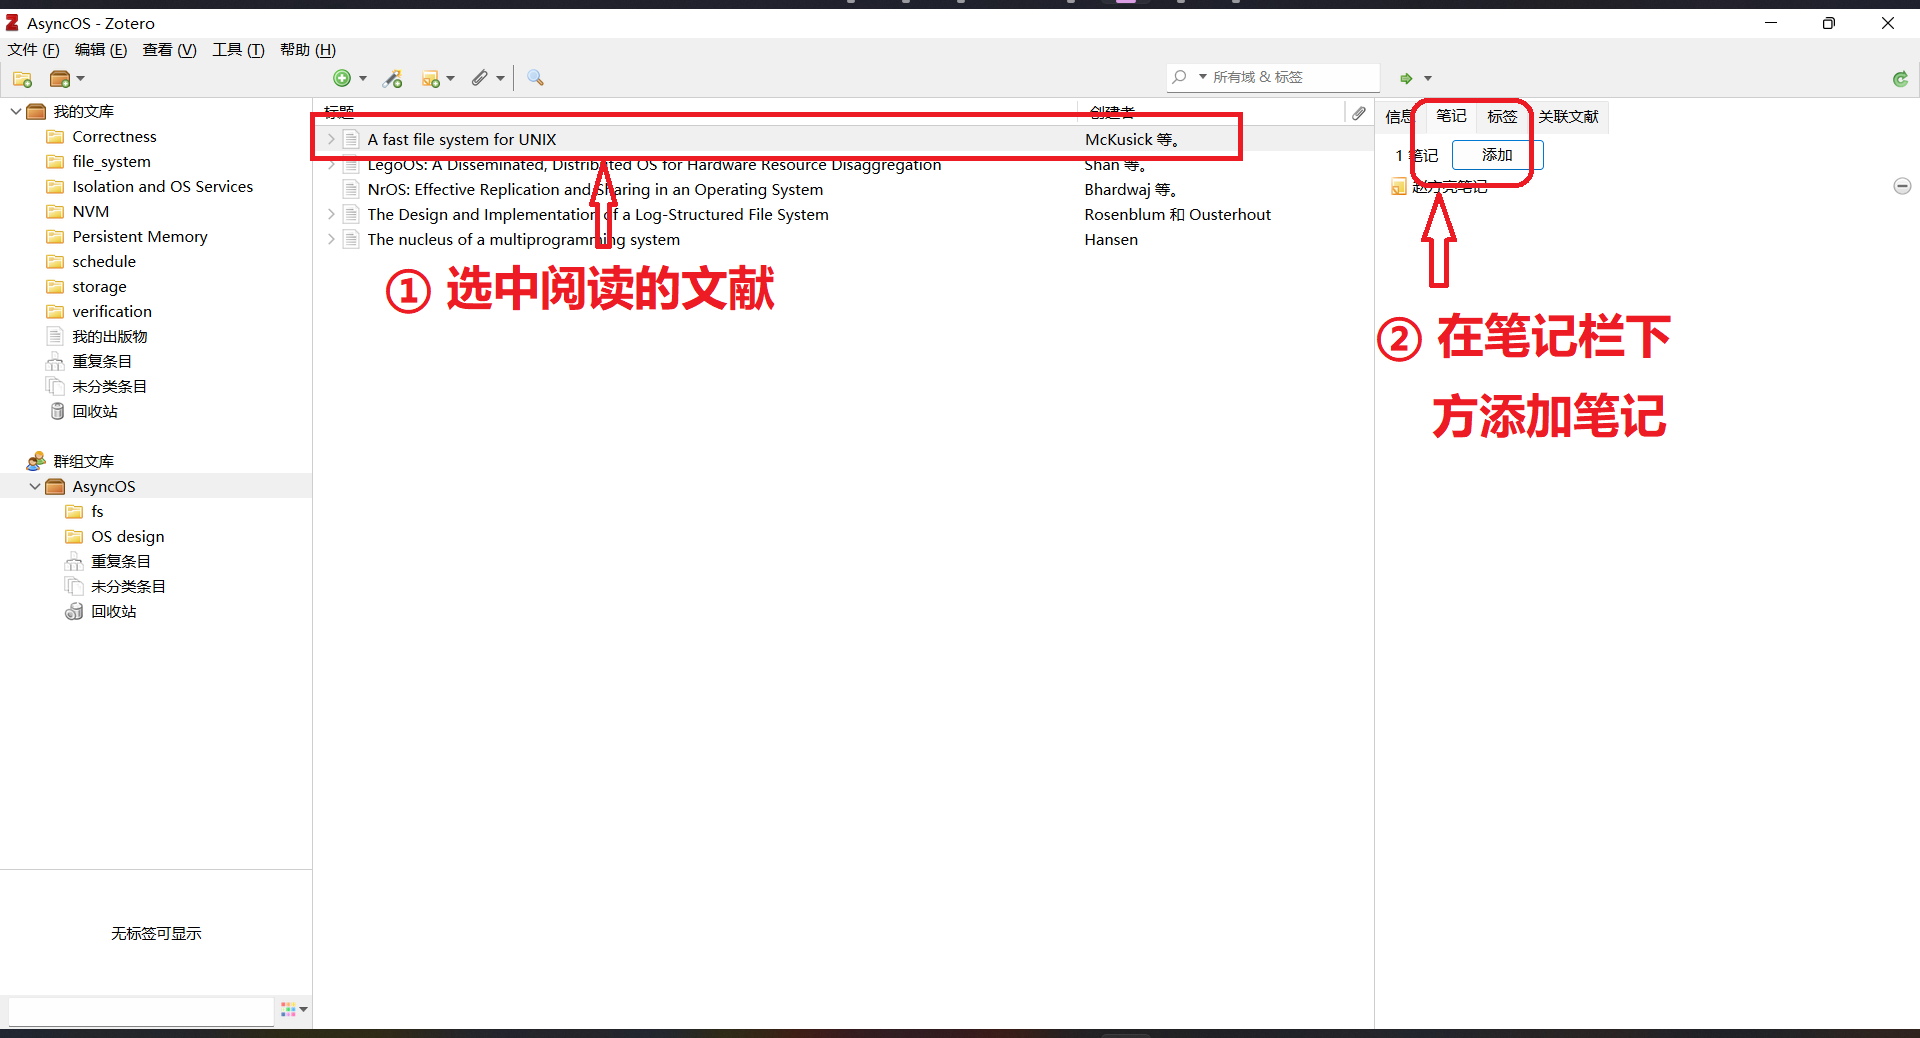 AsyncOS - Zotero
文件 (F) 编辑 (E) 查看 (V) 工具 (T) 帮助 (H)
所有域 & 标签
我的文库
Correctness
file_system
Isolation and OS Services
NVM
Persistent Memory
schedule
storage
verification
我的出版物
重复条目
未分类条目
回收站
群组文库
AsyncOS
fs
OS design
重复条目
未分类条目
回收站
无标签可显示
标题 创建者
A fast file system for UNIX McKusick 等。
LegoOS: A Disseminated, Distributed OS for Hardware Resource Disaggregation Shan 等。
NrOS: Effective Replication and Sharing in an Operating System Bhardwaj 等。
The Design and Implementation of a Log-Structured File System Rosenblum 和 Ousterhout
The nucleus of a multiprogramming system Hansen
① 选中阅读的文献
信息 笔记 标签 关联文献
1 笔记 添加
赵方亮笔记
② 在笔记栏下
方添加笔记